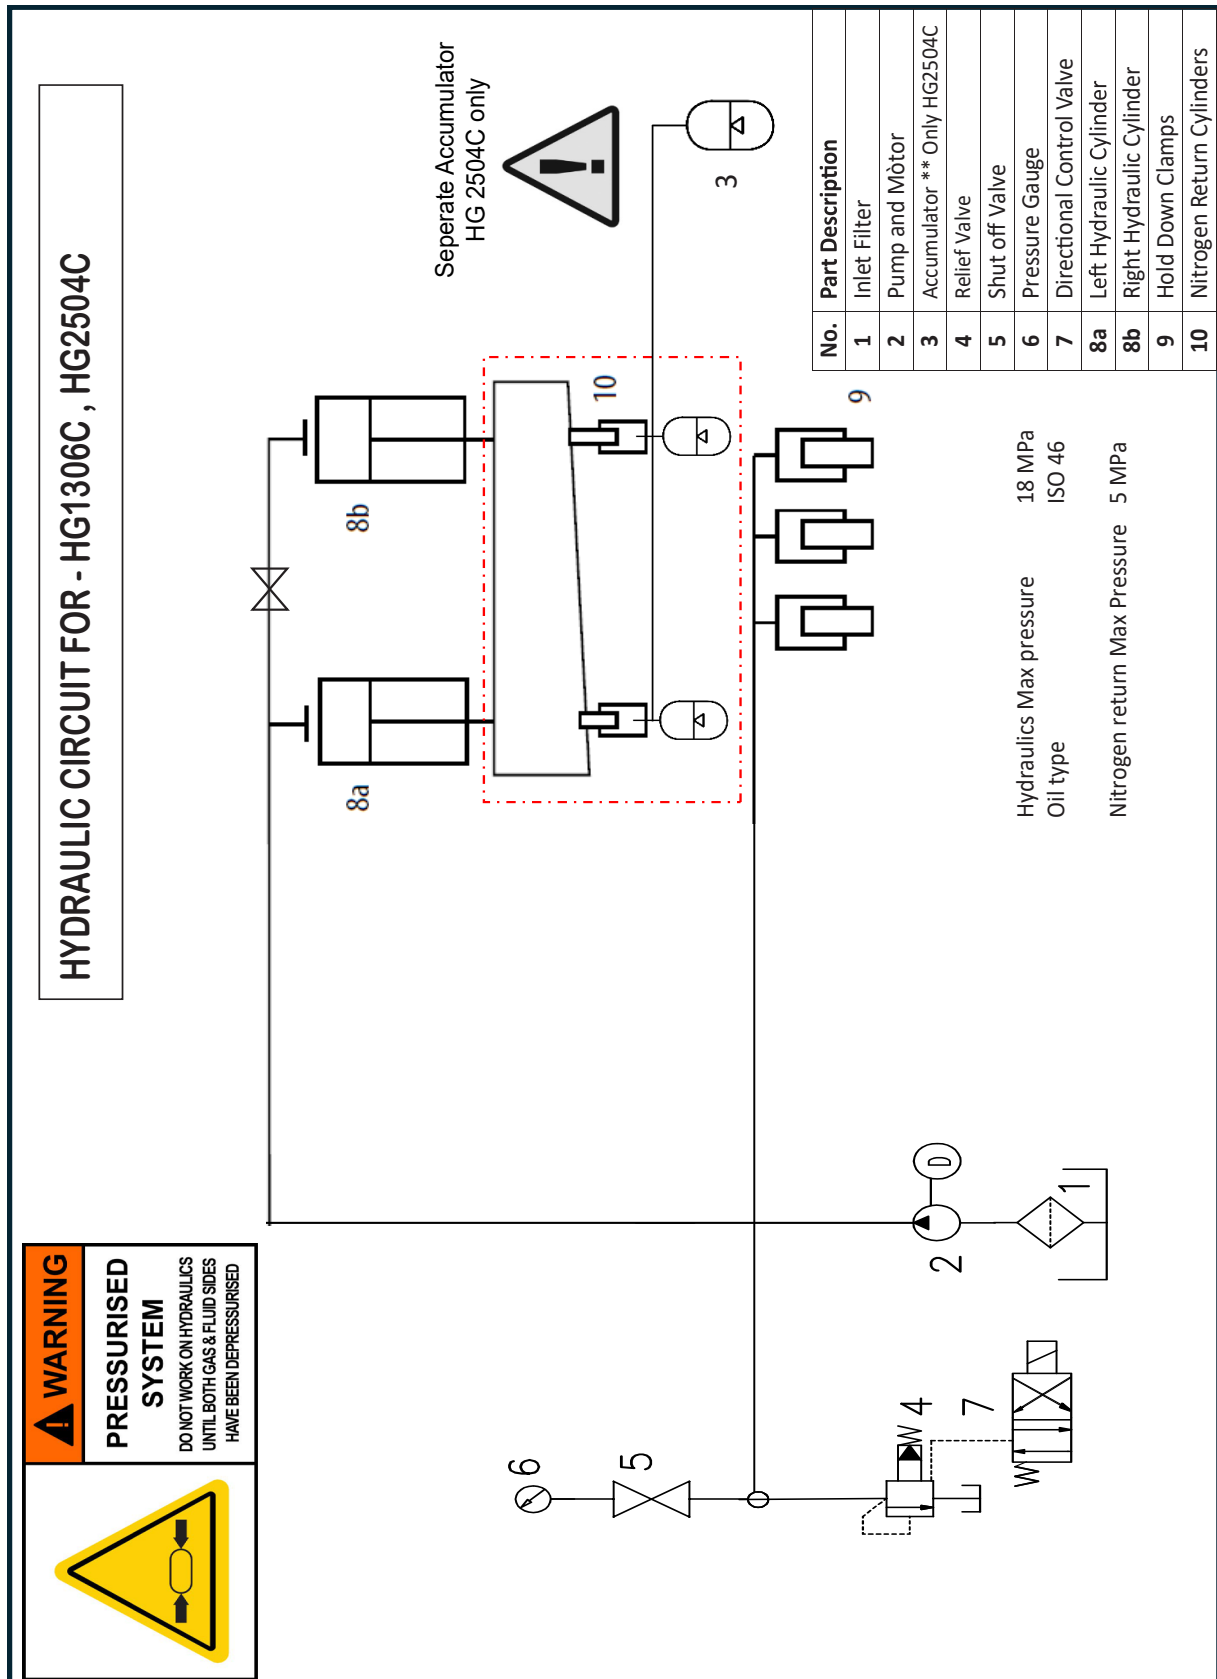 WARNING
PRESSURISED
SYSTEM
DO NOT WORK ON HYDRAULICS
UNTIL BOTH GAS & FLUID SIDES
HAVE BEEN DEPRESSURISED
HYDRAULIC CIRCUIT FOR - HG1306C , HG2504C
Seperate Accumulator
HG 2504C only
8a
8b
10
3
9
6
5
4
7
2
D
1
Hydraulics Max pressure 18 MPa
Oil type ISO 46
Nitrogen return Max Pressure 5 MPa
No. Part Description
1 Inlet Filter
2 Pump and Mòtor
3 Accumulator ** Only HG2504C
4 Relief Valve
5 Shut off Valve
6 Pressure Gauge
7 Directional Control Valve
8a Left Hydraulic Cylinder
8b Right Hydraulic Cylinder
9 Hold Down Clamps
10 Nitrogen Return Cylinders